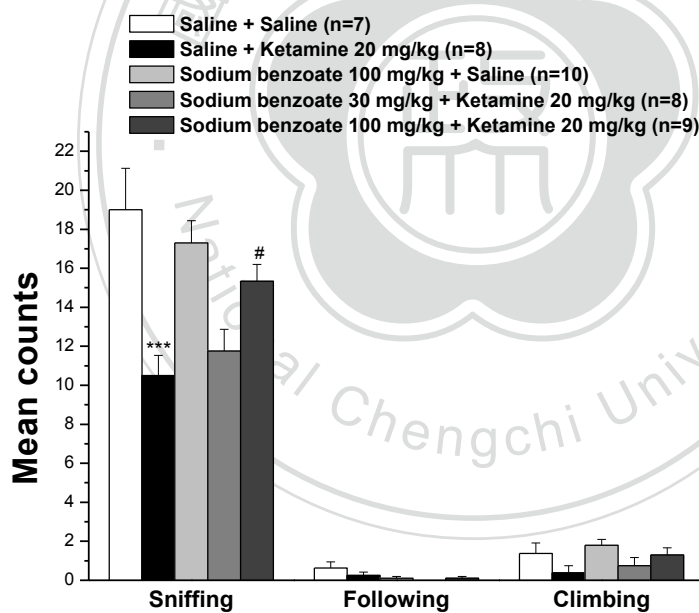 Saline + Saline (n=7)
Saline + Ketamine 20 mg/kg (n=8)
Sodium benzoate 100 mg/kg + Saline (n=10)
Sodium benzoate 30 mg/kg + Ketamine 20 mg/kg (n=8)
Sodium benzoate 100 mg/kg + Ketamine 20 mg/kg (n=9)
Mean counts
22
20
18
16
14
12
10
8
6
4
2
0
***
#
Sniffing
Following
Climbing
National Chengchi Univ